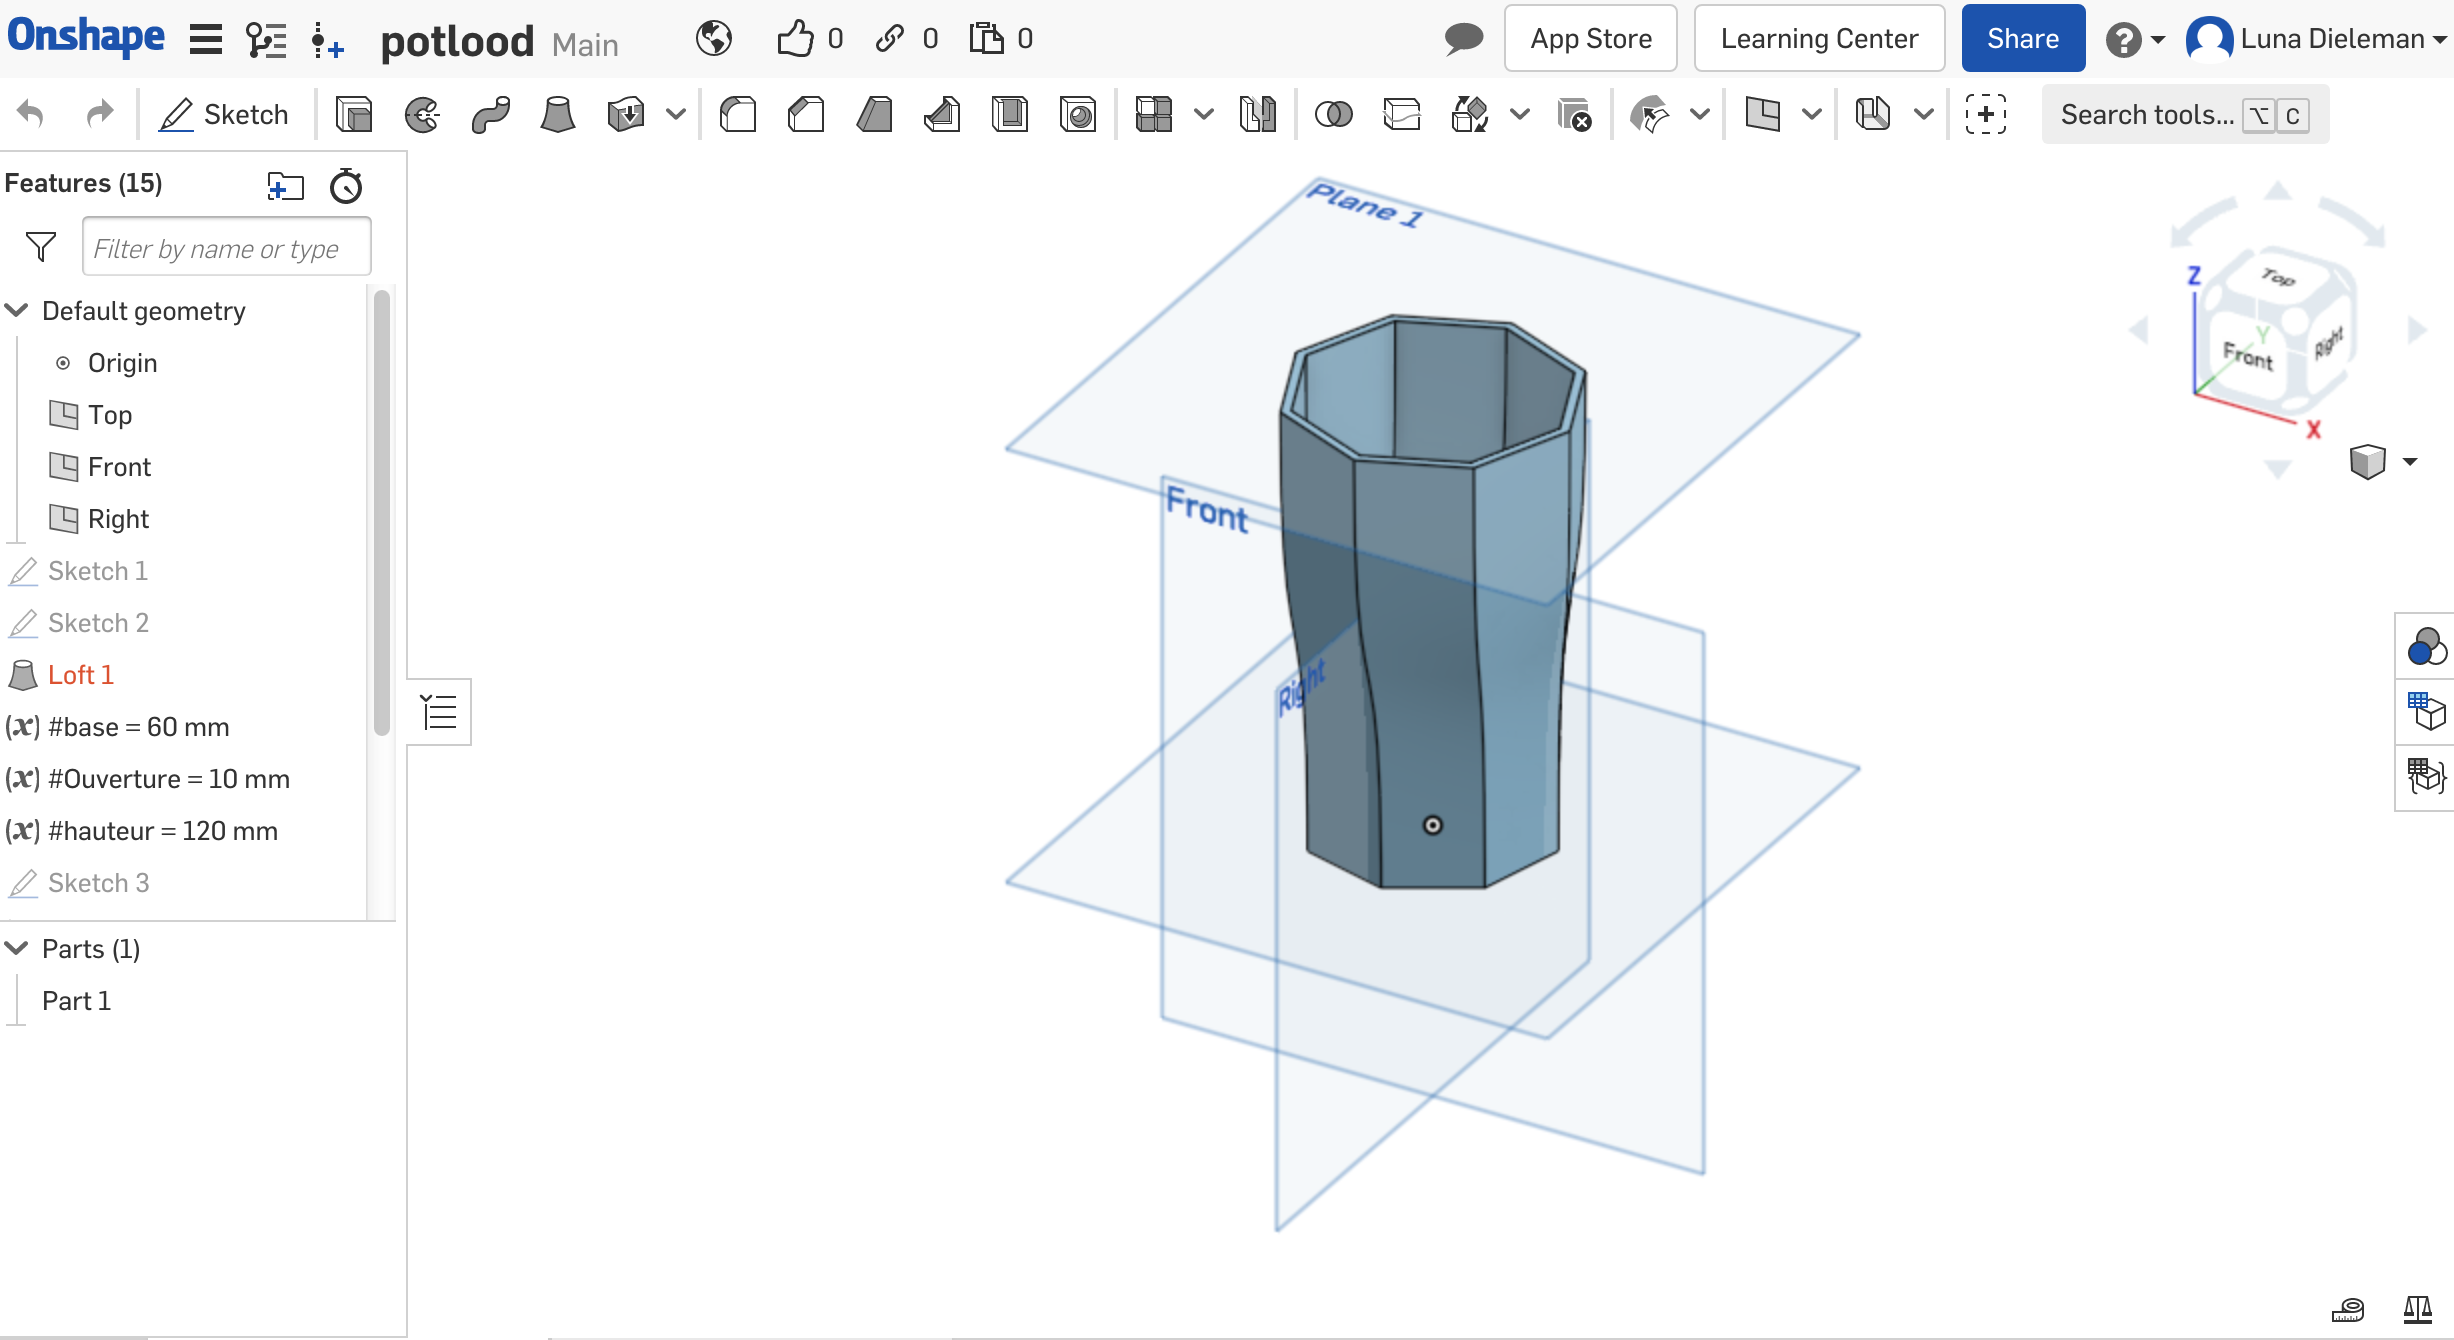 Onshape potlood Main 0 0 0 App Store Learning Center Share ? Luna Dieleman
Sketch Search tools... ⌥ C
Features (15)
Filter by name or type
Default geometry
Origin
Top
Front
Right
Sketch 1
Sketch 2
Loft 1
(x) #base = 60 mm
(x) #Ouverture = 10 mm
(x) #hauteur = 120 mm
Sketch 3
Parts (1)
Part 1
Plane 1
Front
Right
Z
Top
Y
Front
Right
X